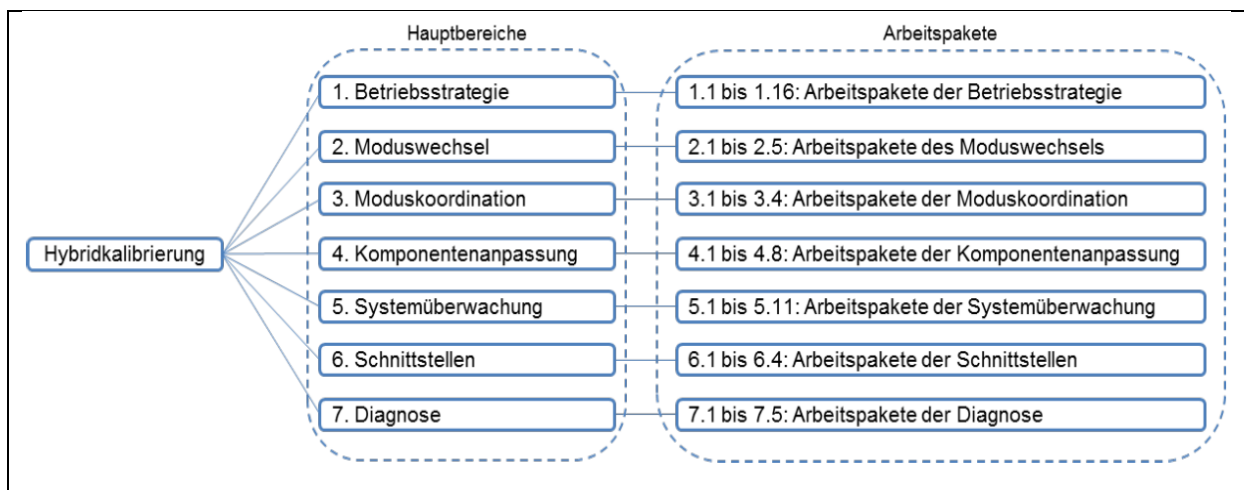 Hauptbereiche
Arbeitspakete
1. Betriebsstrategie
1.1 bis 1.16: Arbeitspakete der Betriebsstrategie
2. Moduswechsel
2.1 bis 2.5: Arbeitspakete des Moduswechsels
3. Moduskoordination
3.1 bis 3.4: Arbeitspakete der Moduskoordination
Hybridkalibrierung
4. Komponentenanpassung
4.1 bis 4.8: Arbeitspakete der Komponentenanpassung
5. Systemüberwachung
5.1 bis 5.11: Arbeitspakete der Systemüberwachung
6. Schnittstellen
6.1 bis 6.4: Arbeitspakete der Schnittstellen
7. Diagnose
7.1 bis 7.5: Arbeitspakete der Diagnose